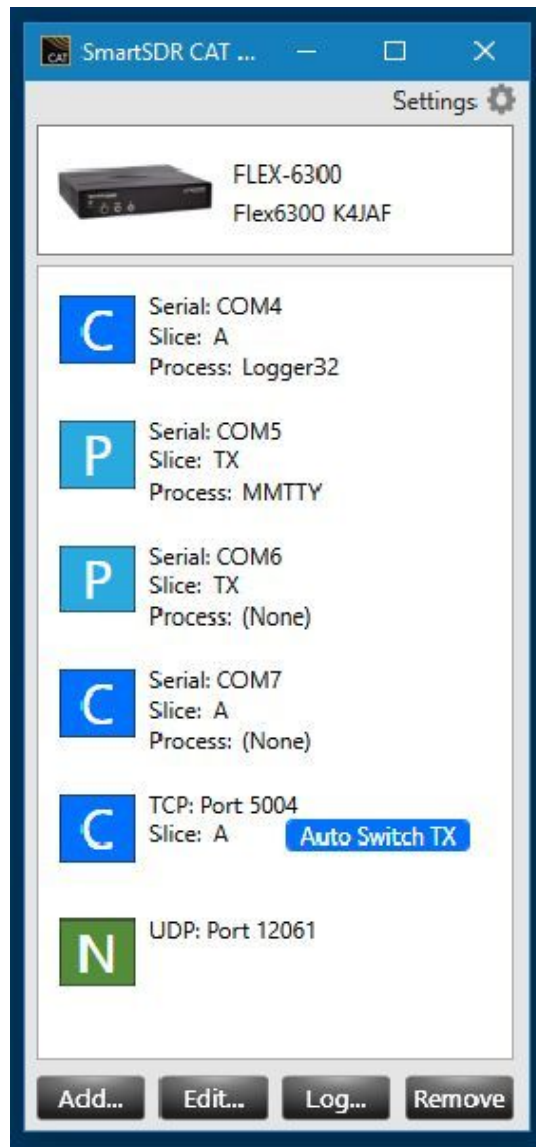 CAT SmartSDR CAT ...
Settings
FLEX-6300
Flex6300 K4JAF
C
Serial: COM4
Slice: A
Process: Logger32
P
Serial: COM5
Slice: TX
Process: MMTTY
P
Serial: COM6
Slice: TX
Process: (None)
C
Serial: COM7
Slice: A
Process: (None)
C
TCP: Port 5004
Slice: A Auto Switch TX
N
UDP: Port 12061
Add... Edit... Log... Remove